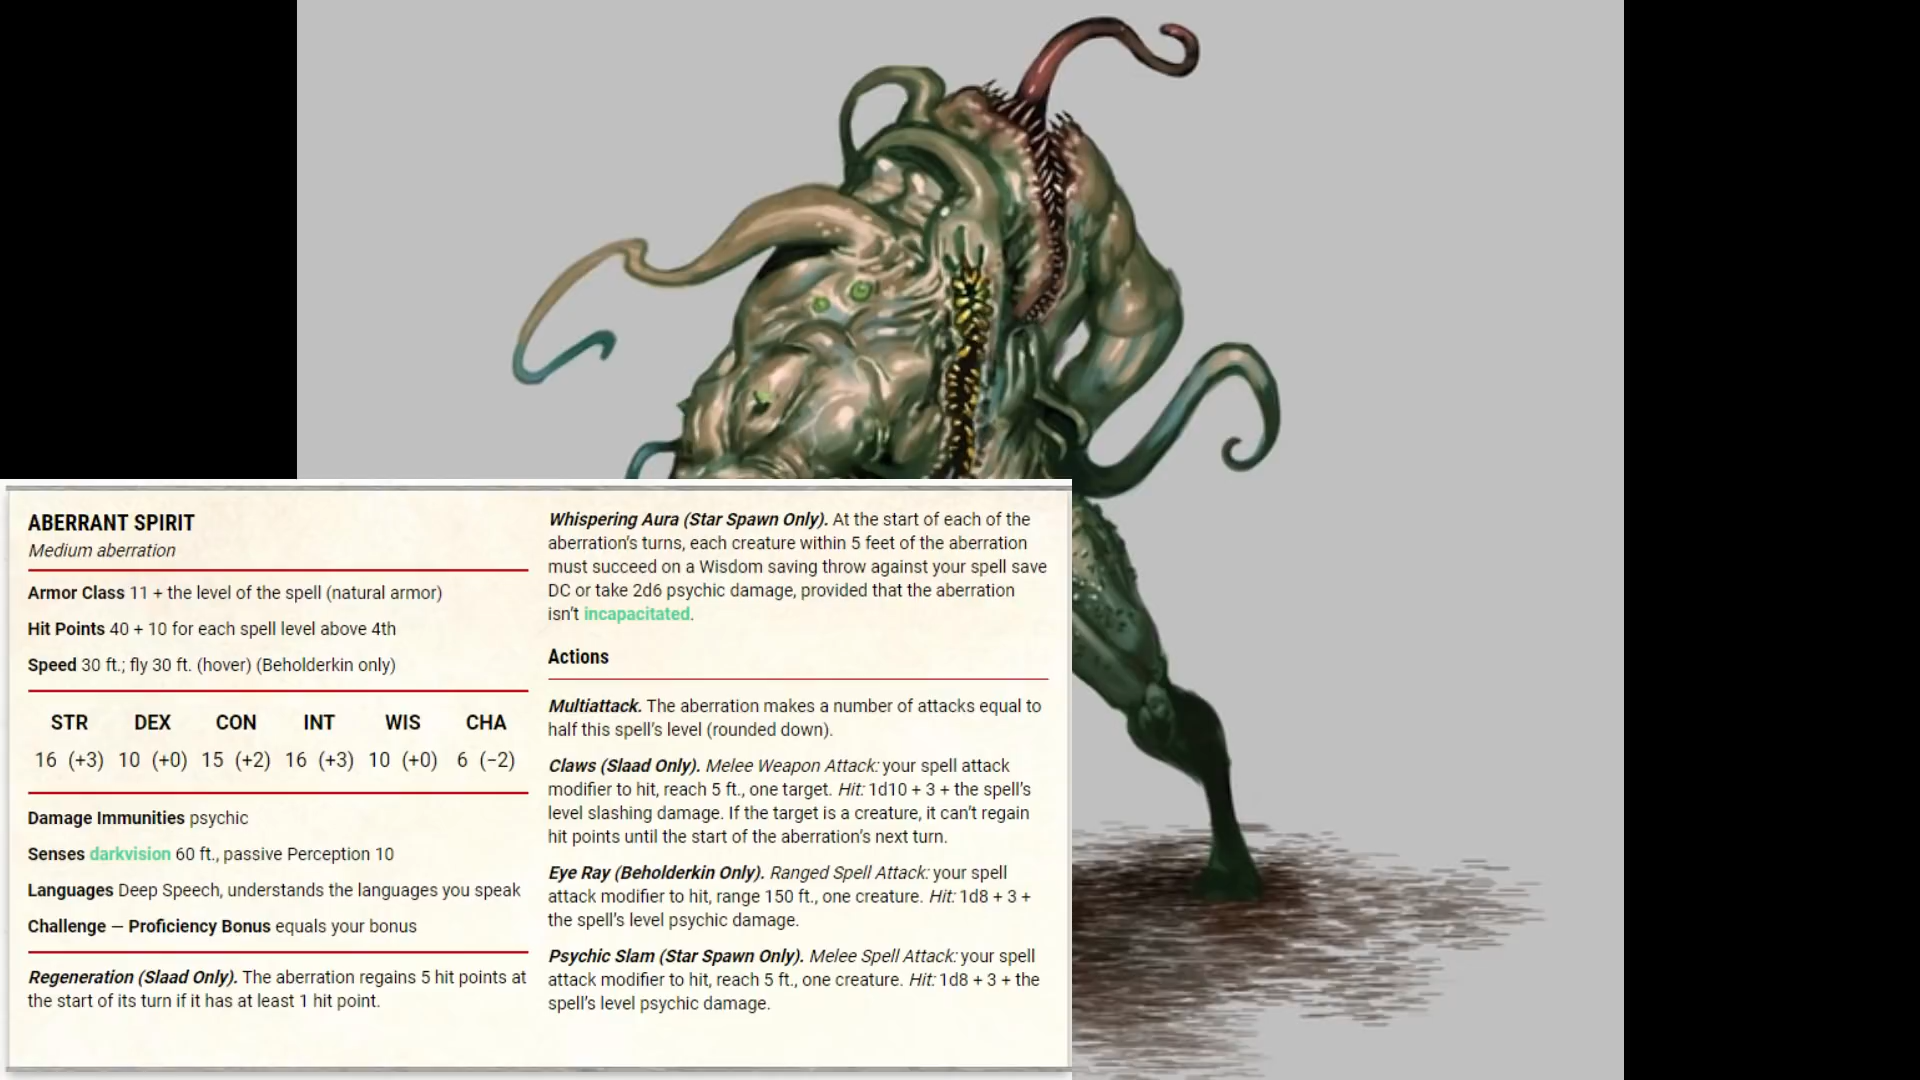 ABERRANT SPIRIT
Medium aberration
Armor Class 11 + the level of the spell (natural armor)
Hit Points 40 + 10 for each spell level above 4th
Speed 30 ft.; fly 30 ft. (hover) (Beholderkin only)
STR DEX CON INT WIS CHA
16 (+3) 10 (+0) 15 (+2) 16 (+3) 10 (+0) 6 (−2)
Damage Immunities psychic
Senses darkvision 60 ft., passive Perception 10
Languages Deep Speech, understands the languages you speak
Challenge — Proficiency Bonus equals your bonus
Regeneration (Slaad Only). The aberration regains 5 hit points at
the start of its turn if it has at least 1 hit point.
Whispering Aura (Star Spawn Only). At the start of each of the
aberration’s turns, each creature within 5 feet of the aberration
must succeed on a Wisdom saving throw against your spell save
DC or take 2d6 psychic damage, provided that the aberration
isn’t incapacitated.
Actions
Multiattack. The aberration makes a number of attacks equal to
half this spell’s level (rounded down).
Claws (Slaad Only). Melee Weapon Attack: your spell attack
modifier to hit, reach 5 ft., one target. Hit: 1d10 + 3 + the spell’s
level slashing damage. If the target is a creature, it can’t regain
hit points until the start of the aberration’s next turn.
Eye Ray (Beholderkin Only). Ranged Spell Attack: your spell
attack modifier to hit, range 150 ft., one creature. Hit: 1d8 + 3 +
the spell’s level psychic damage.
Psychic Slam (Star Spawn Only). Melee Spell Attack: your spell
attack modifier to hit, reach 5 ft., one creature. Hit: 1d8 + 3 + the
spell’s level psychic damage.